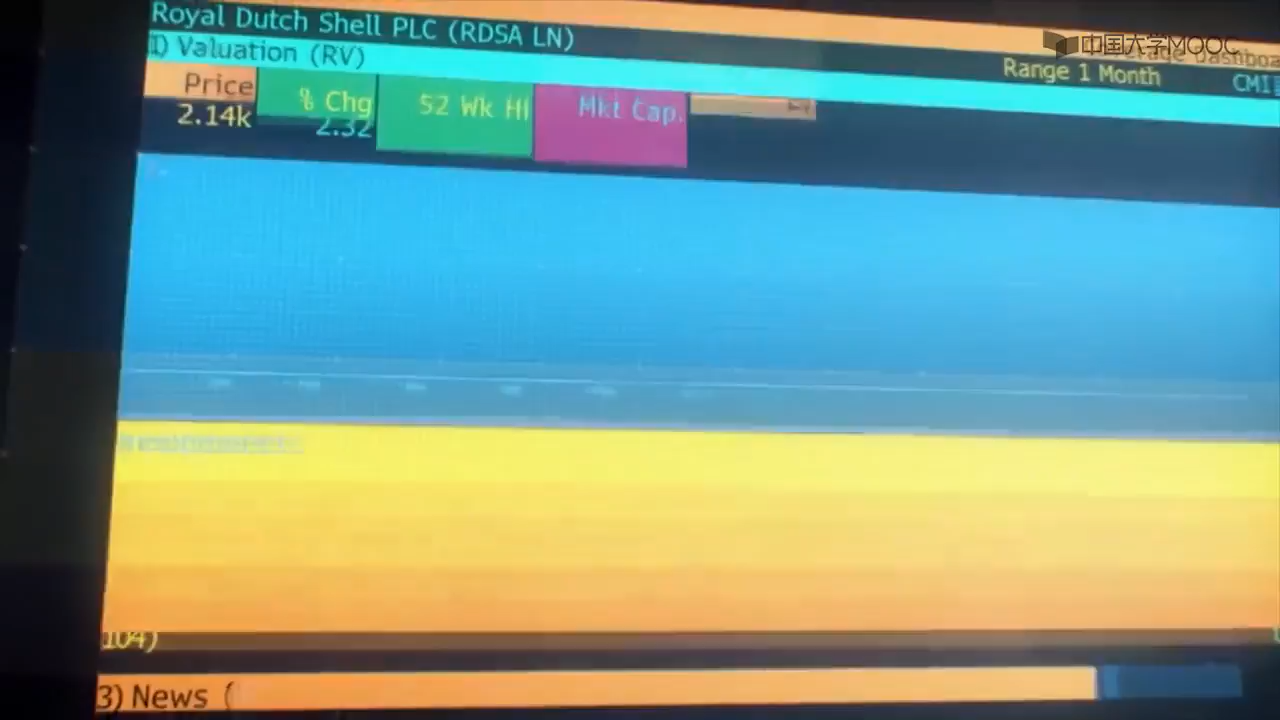 Royal Dutch Shell PLC (RDSA LN)
中国大学MOOC
1) Valuation (RV)
Range 1 Month
CMI
Price
% Chg
52 Wk HI
Mkt Cap.
2.14k
2.32
104)
3) News (